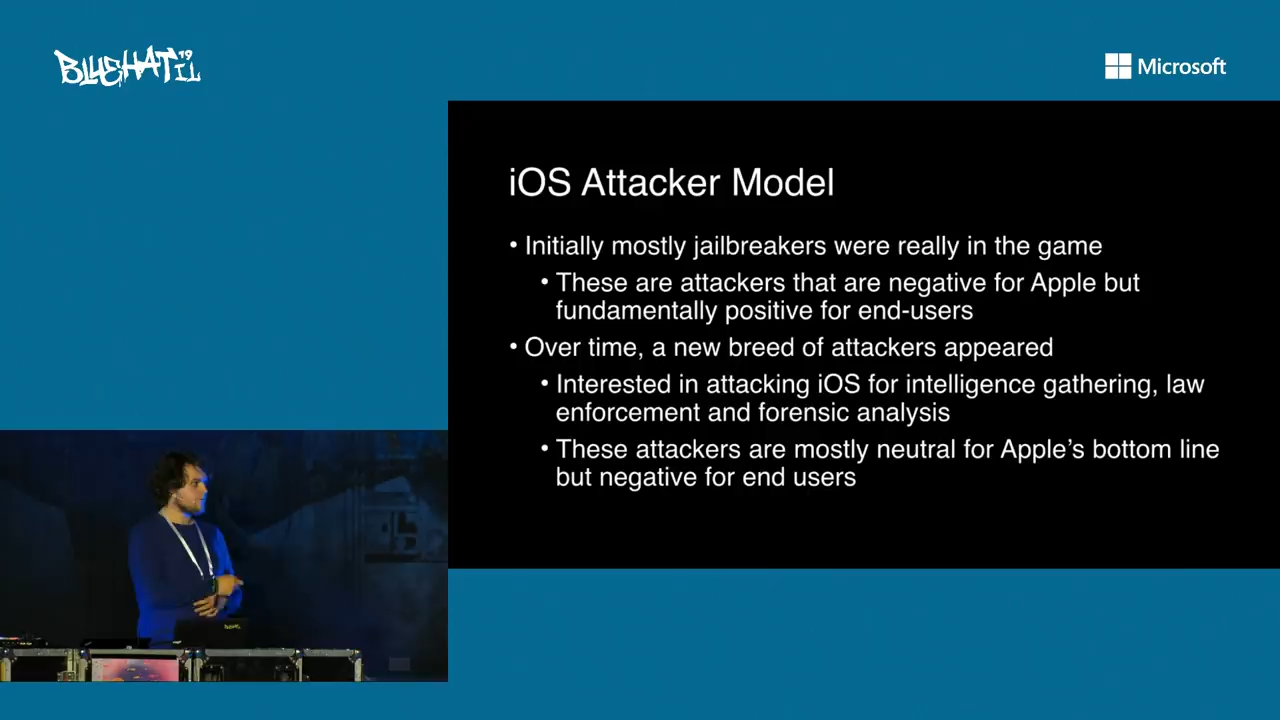 BLUEHAT 19
IL
Microsoft
iOS Attacker Model
• Initially mostly jailbreakers were really in the game
• These are attackers that are negative for Apple but
fundamentally positive for end-users
• Over time, a new breed of attackers appeared
• Interested in attacking iOS for intelligence gathering, law
enforcement and forensic analysis
• These attackers are mostly neutral for Apple’s bottom line
but negative for end users